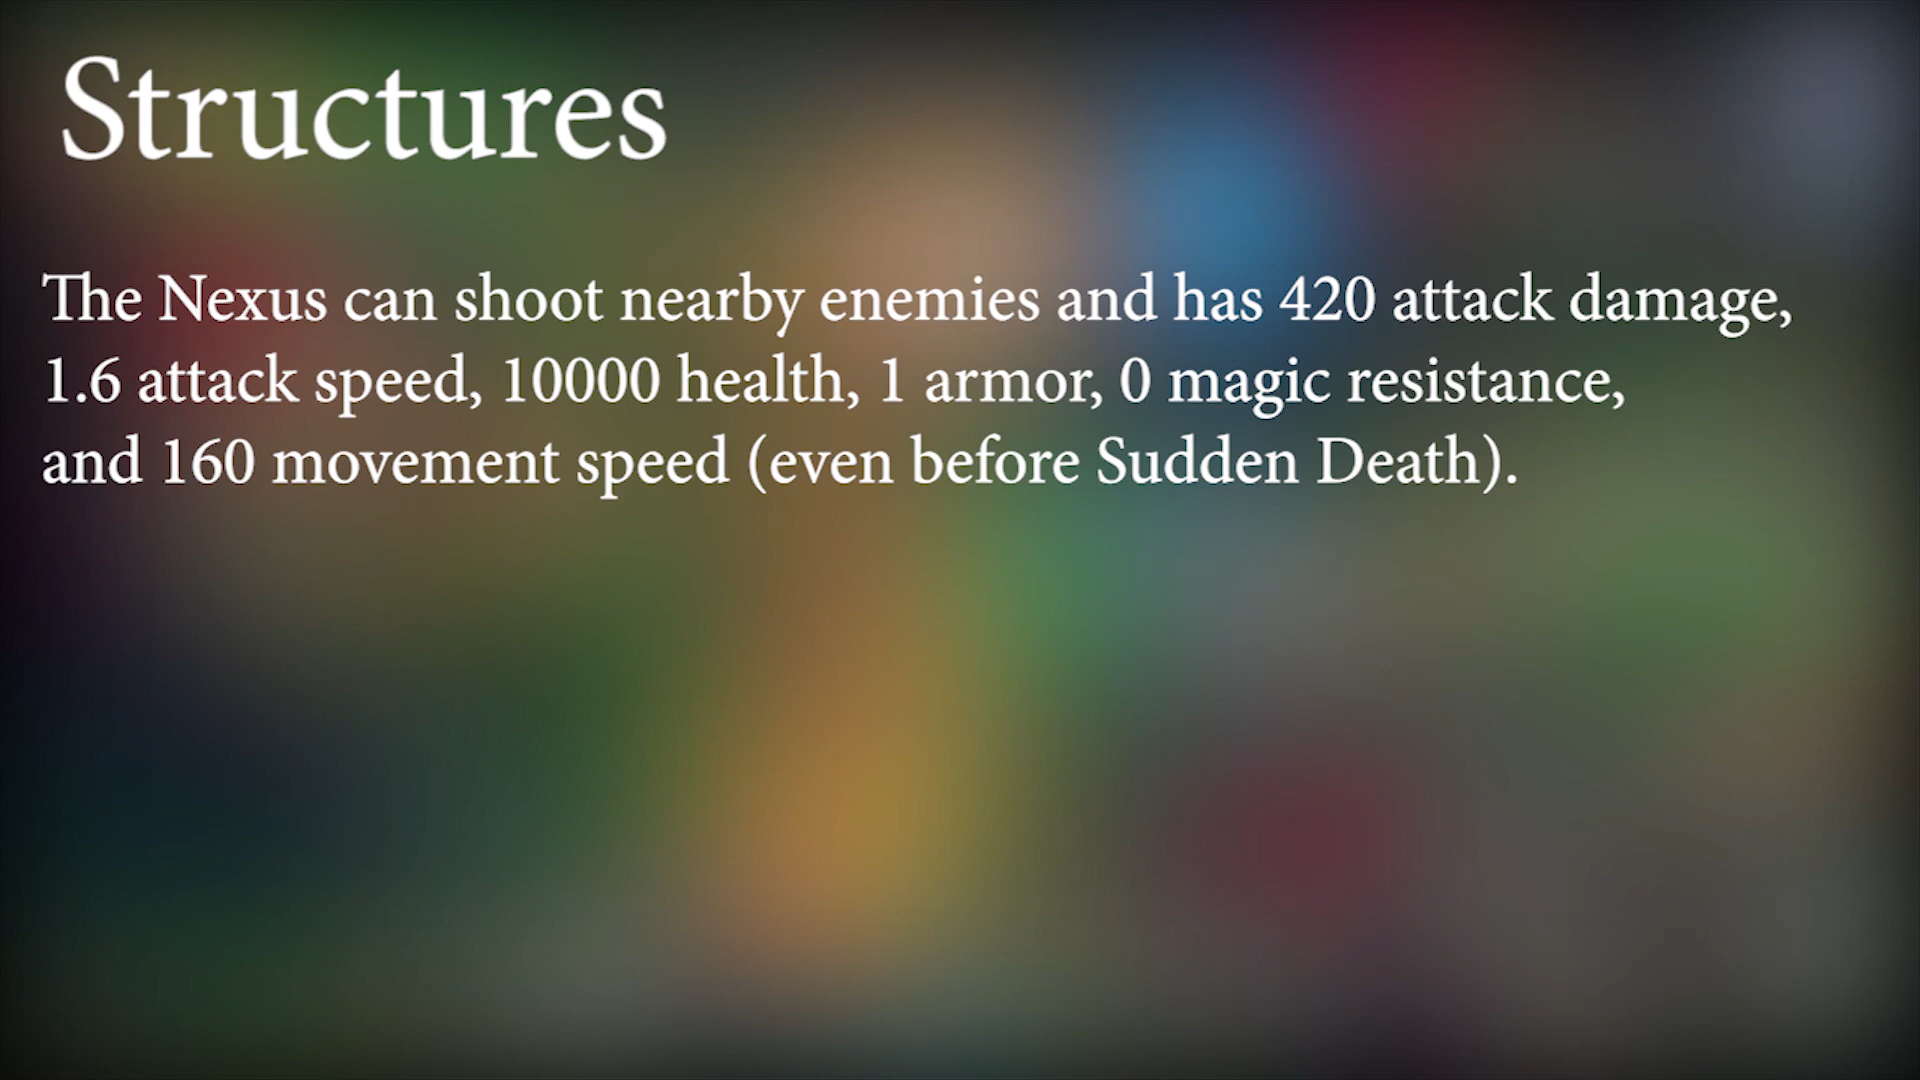 Structures
The Nexus can shoot nearby enemies and has 420 attack damage,
1.6 attack speed, 10000 health, 1 armor, 0 magic resistance,
and 160 movement speed (even before Sudden Death).